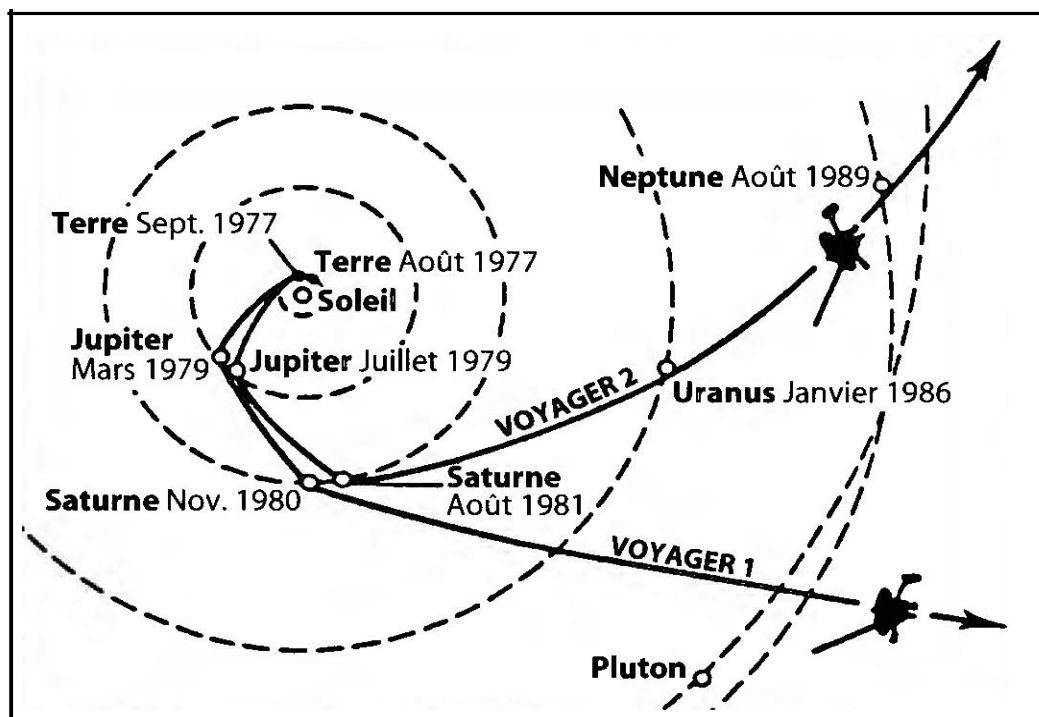 Neptune Août 1989
Terre Sept. 1977
Terre Août 1977
Soleil
Jupiter
Mars 1979
Jupiter Juillet 1979
VOYAGER 2
Uranus Janvier 1986
Saturne Nov. 1980
Saturne
Août 1981
VOYAGER 1
Pluton